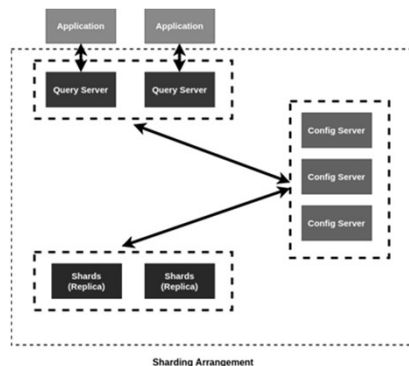 Application
Application
Query Server
Query Server
Config Server
Config Server
Config Server
Shards
(Replica)
Shards
(Replica)
Sharding Arrangement